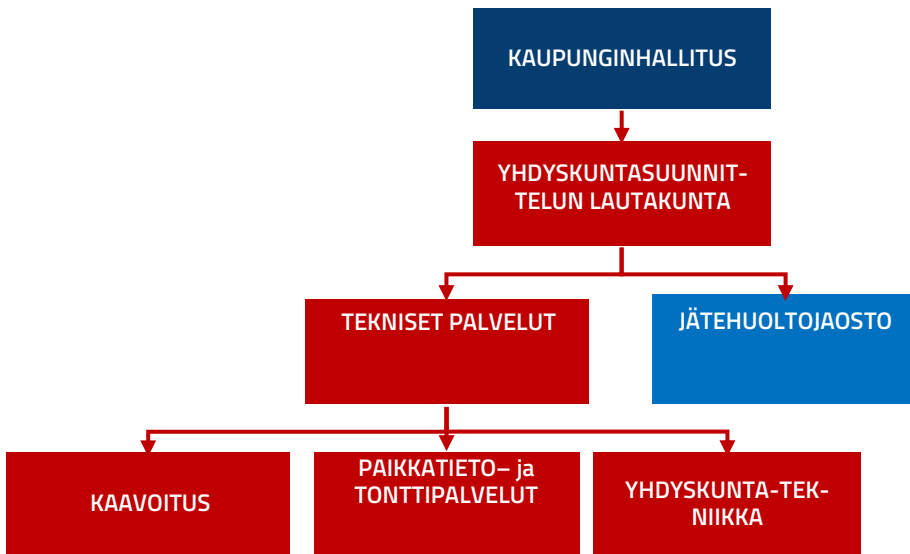 KAUPUNGINHALLITUS
YHDYSKUNTASUUNNIT-
TELUN LAUTAKUNTA
TEKNISET PALVELUT
JÄTEHUOLTOJAOSTO
KAAVOITUS
PAIKKATIETO– ja
TONTTIPALVELUT
YHDYSKUNTA-TEK-
NIIKKA